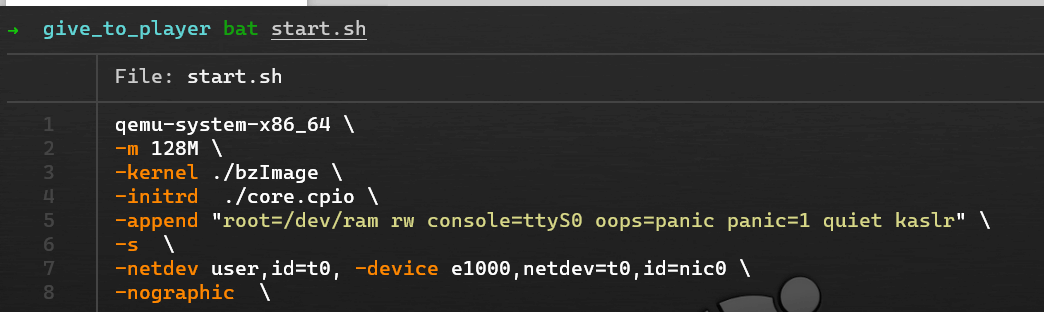 → give_to_player bat start.sh
File: start.sh
1 qemu-system-x86_64 \
2 -m 128M \
3 -kernel ./bzImage \
4 -initrd  ./core.cpio \
5 -append "root=/dev/ram rw console=ttyS0 oops=panic panic=1 quiet kaslr" \
6 -s  \
7 -netdev user,id=t0, -device e1000,netdev=t0,id=nic0 \
8 -nographic  \